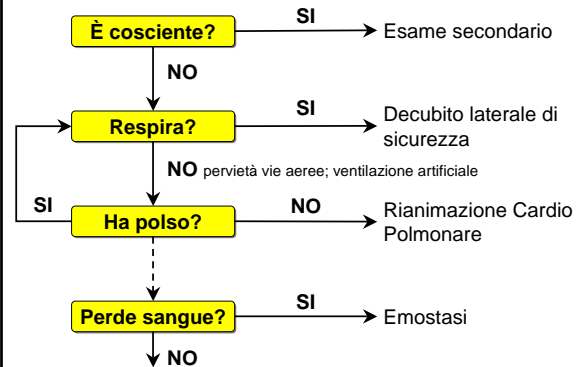 È cosciente?
SI
Esame secondario
NO
Respira?
SI
Decubito laterale di
sicurezza
NO pervietà vie aeree; ventilazione artificiale
SI
Ha polso?
NO
Rianimazione Cardio
Polmonare
Perde sangue?
SI
Emostasi
NO